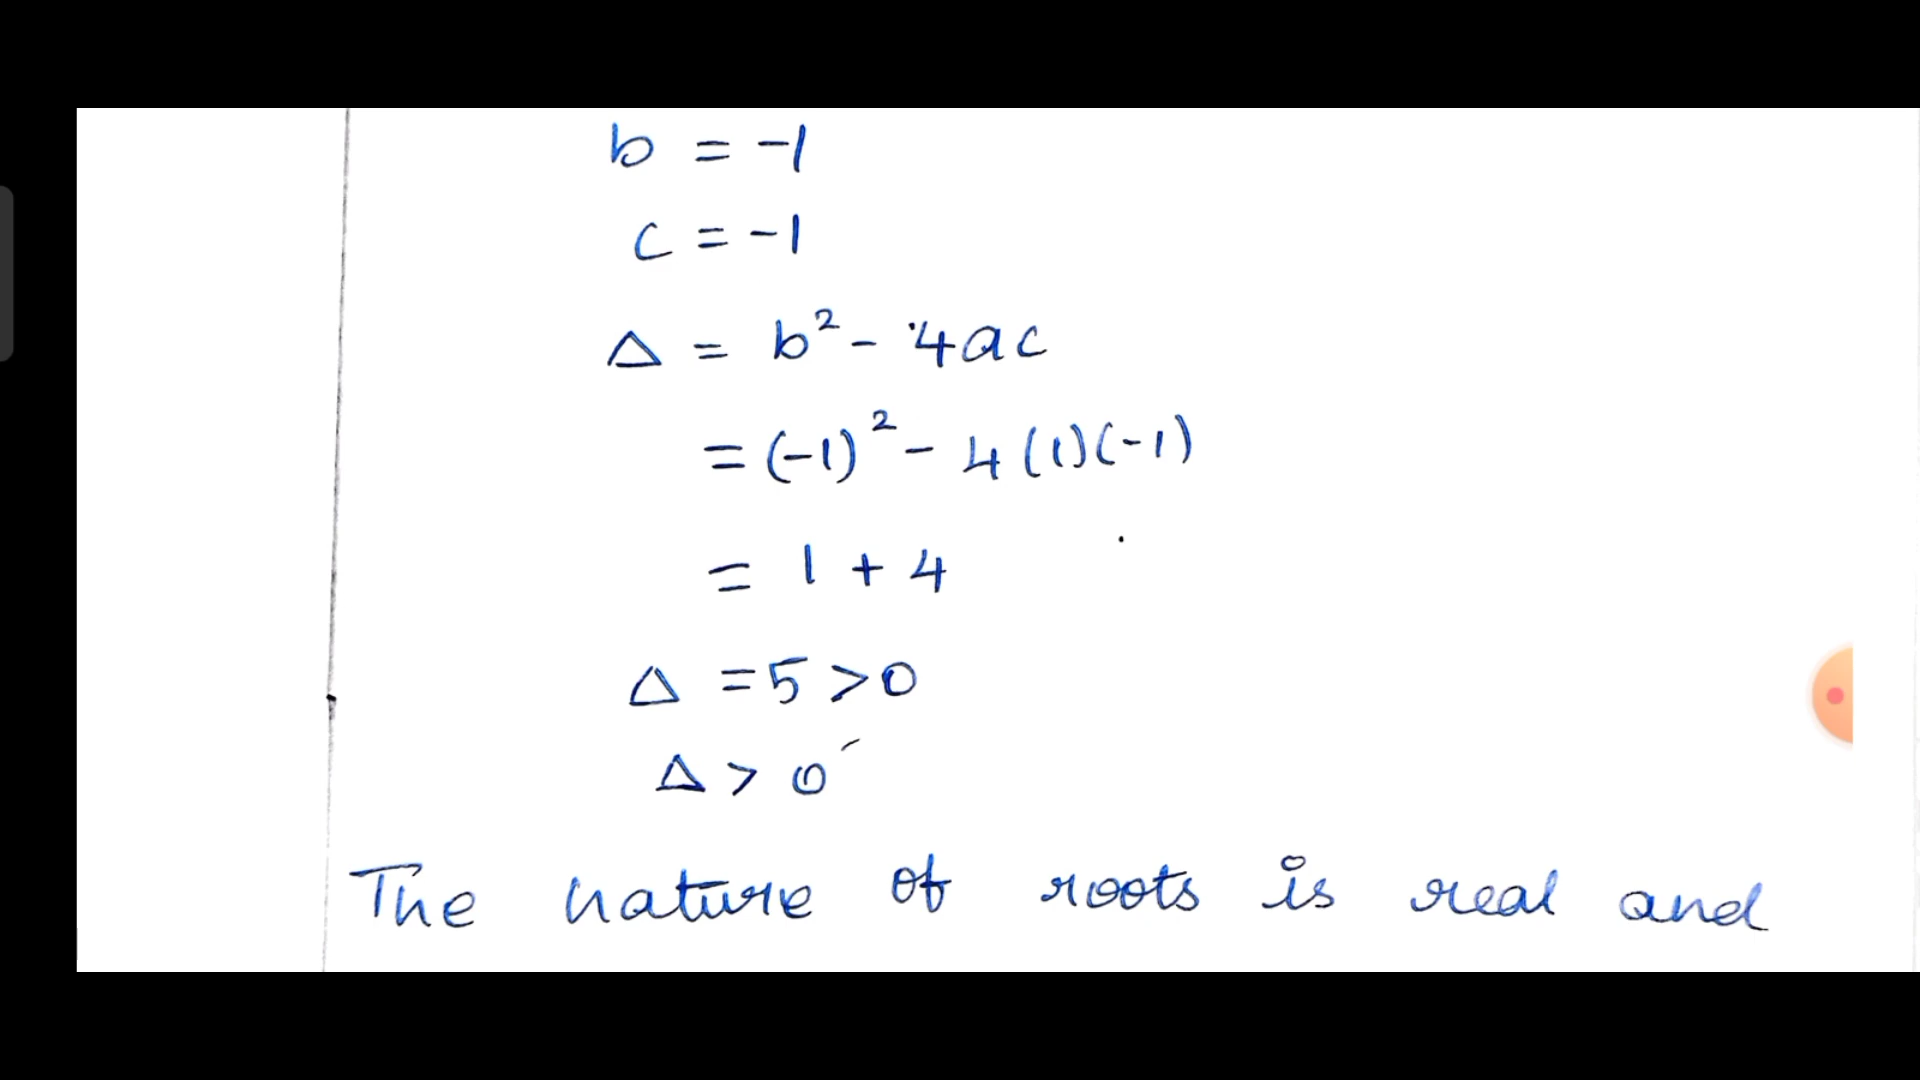 b = -1
c = -1
Δ = b² - 4ac
= (-1)² - 4(1)(-1)
= 1 + 4
Δ = 5 > 0
Δ > 0
The nature of roots is real and